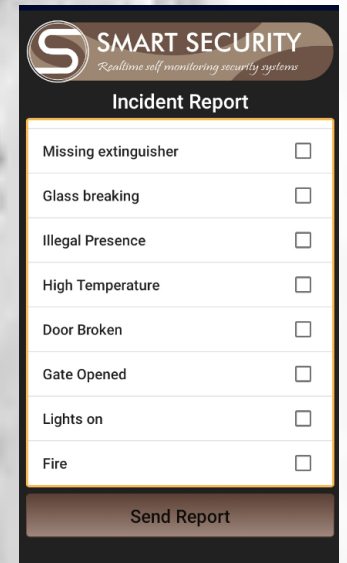 SMART SECURITY
Realtime self monitoring security systems
Incident Report
Missing extinguisher
Glass breaking
Illegal Presence
High Temperature
Door Broken
Gate Opened
Lights on
Fire
Send Report